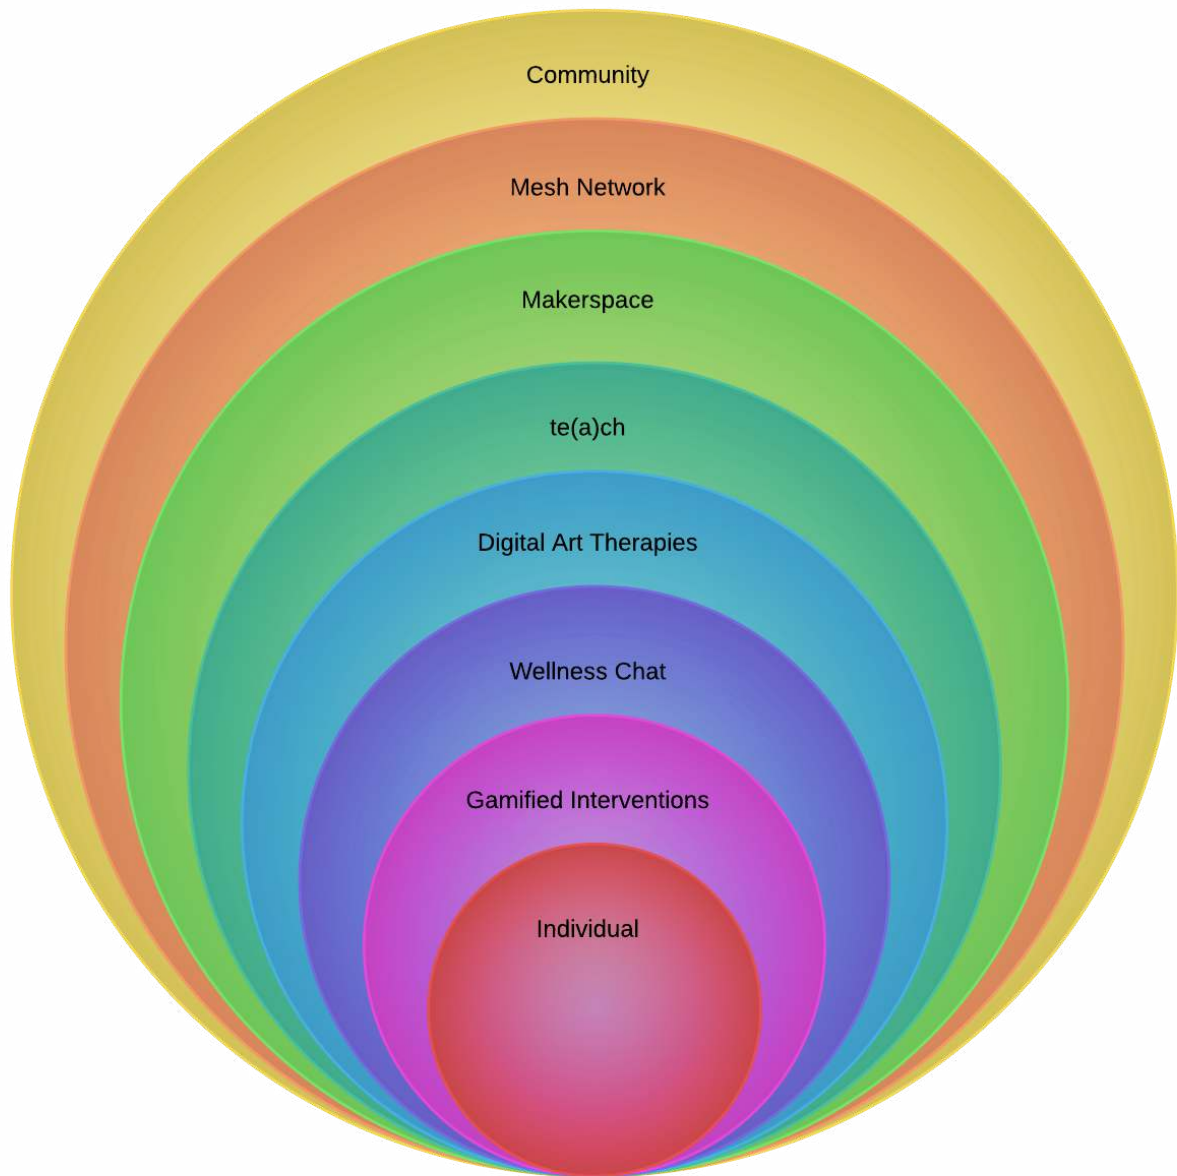 Community
Mesh Network
Makerspace
te(a)ch
Digital Art Therapies
Wellness Chat
Gamified Interventions
Individual